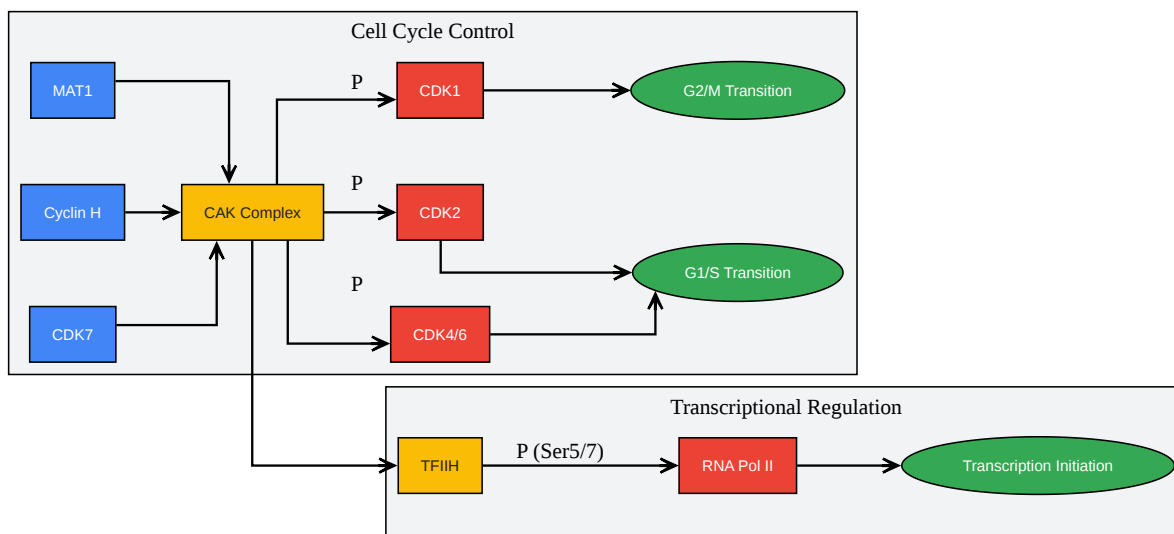 Cell Cycle Control
MAT1
P
CDK1
G2/M Transition
Cyclin H
CAK Complex
P
CDK2
G1/S Transition
P
CDK7
CDK4/6
Transcriptional Regulation
TFIIH
P (Ser5/7)
RNA Pol II
Transcription Initiation